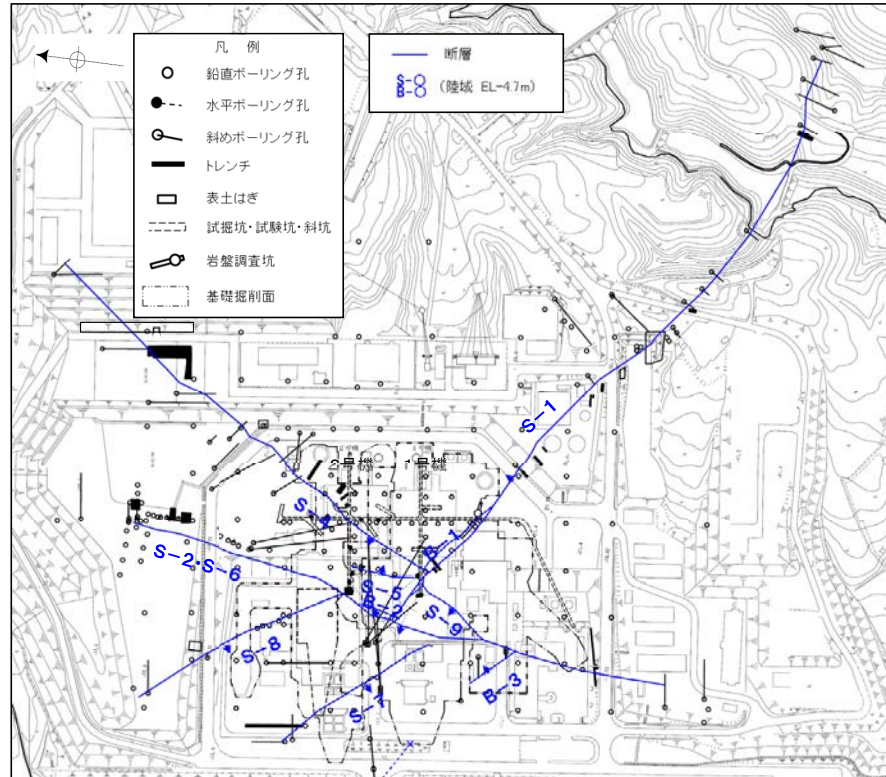 凡 例
鉛直ボーリング孔
水平ボーリング孔
斜めボーリング孔
トレンチ
表土はぎ
試掘坑・試験坑・斜坑
岩盤調査坑
基礎掘削面
断層
S-○
B-○ (陸域 EL-4.7m)
S-1
2号機
1号機
S-4
B-1
S-2・S-6
S-5
B-2
S-9
S-8
S-7
B-3